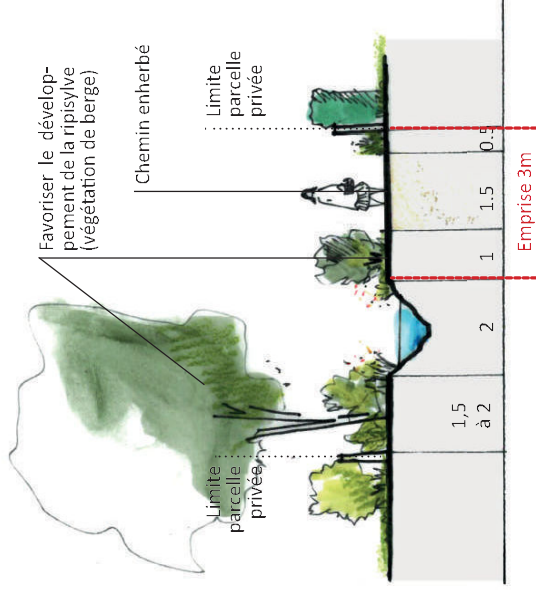 Favoriser le dévelop-
pement de la ripisylve
(végétation de berge)
Chemin enherbé
Limite
parcelle
privée
Limite
parcelle
privée
1,5
à 2
2
1
1.5
0.5
Emprise 3m